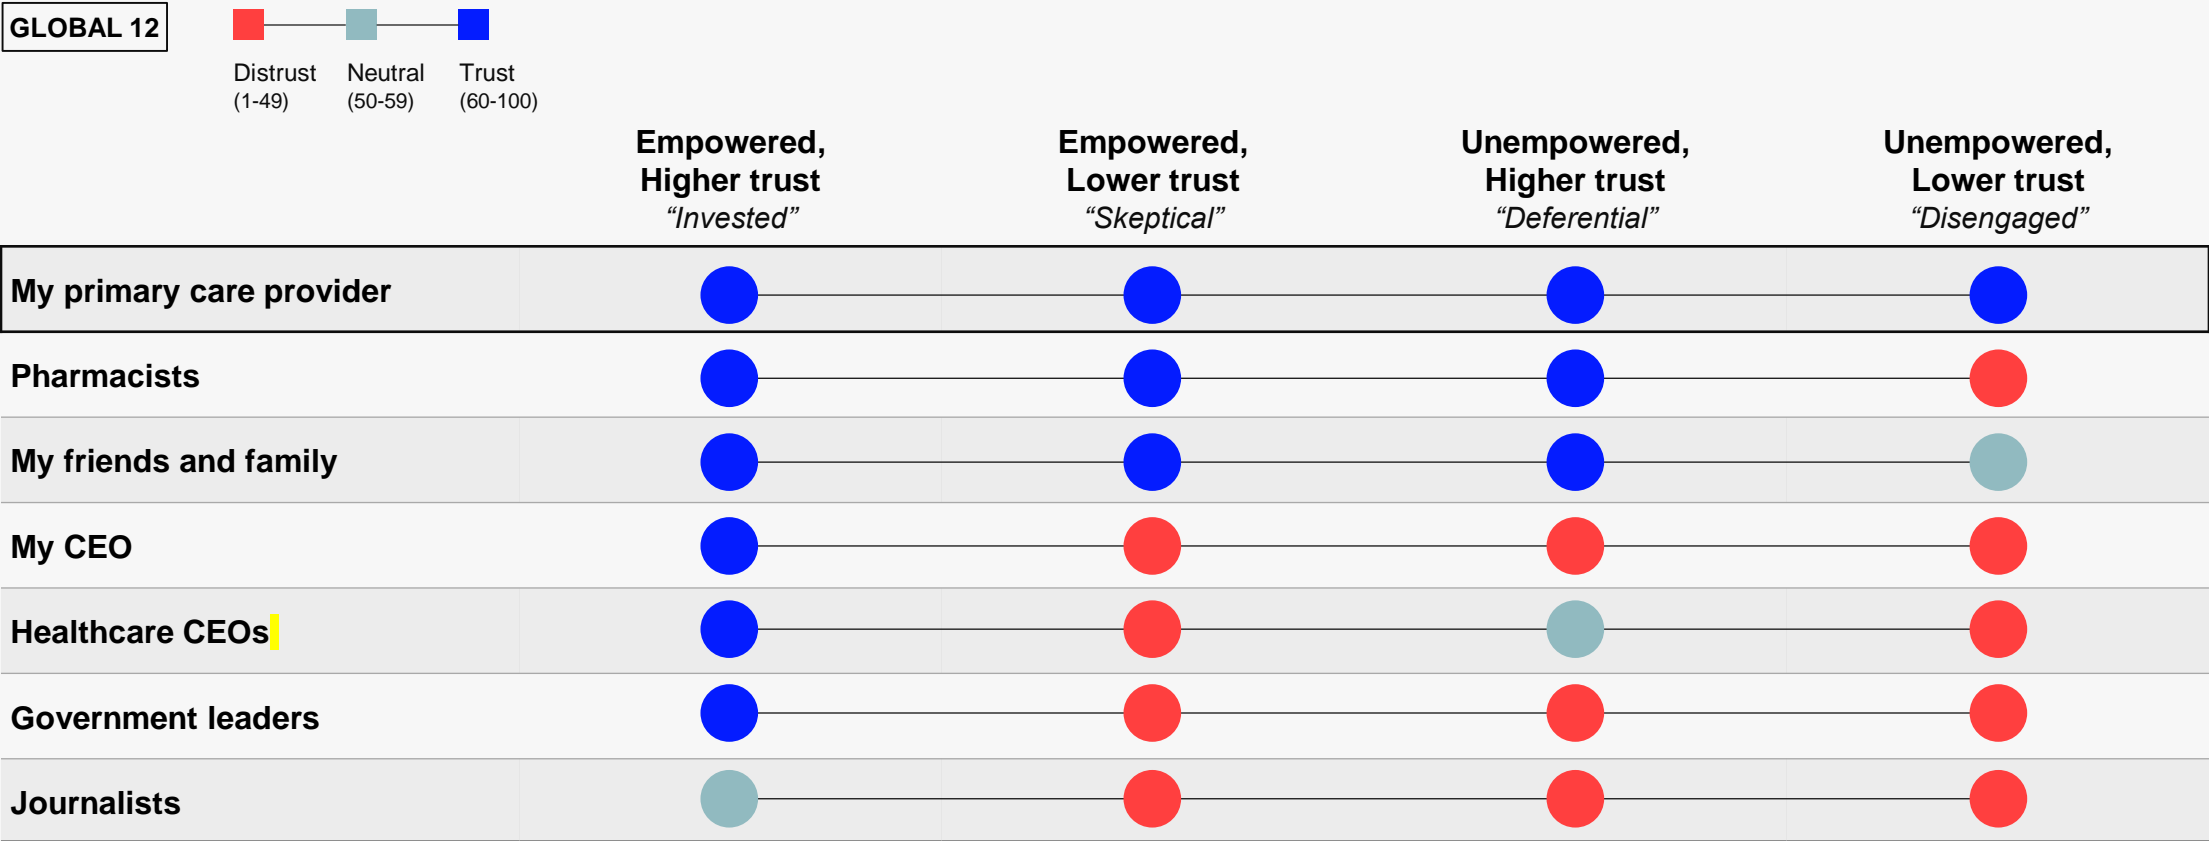 GLOBAL 12
Distrust
(1-49)
Neutral
(50-59)
Trust
(60-100)
Empowered,
Higher trust
“Invested”
Empowered,
Lower trust
“Skeptical”
Unempowered,
Higher trust
“Deferential”
Unempowered,
Lower trust
“Disengaged”
My primary care provider
Pharmacists
My friends and family
My CEO
Healthcare CEOs
Government leaders
Journalists